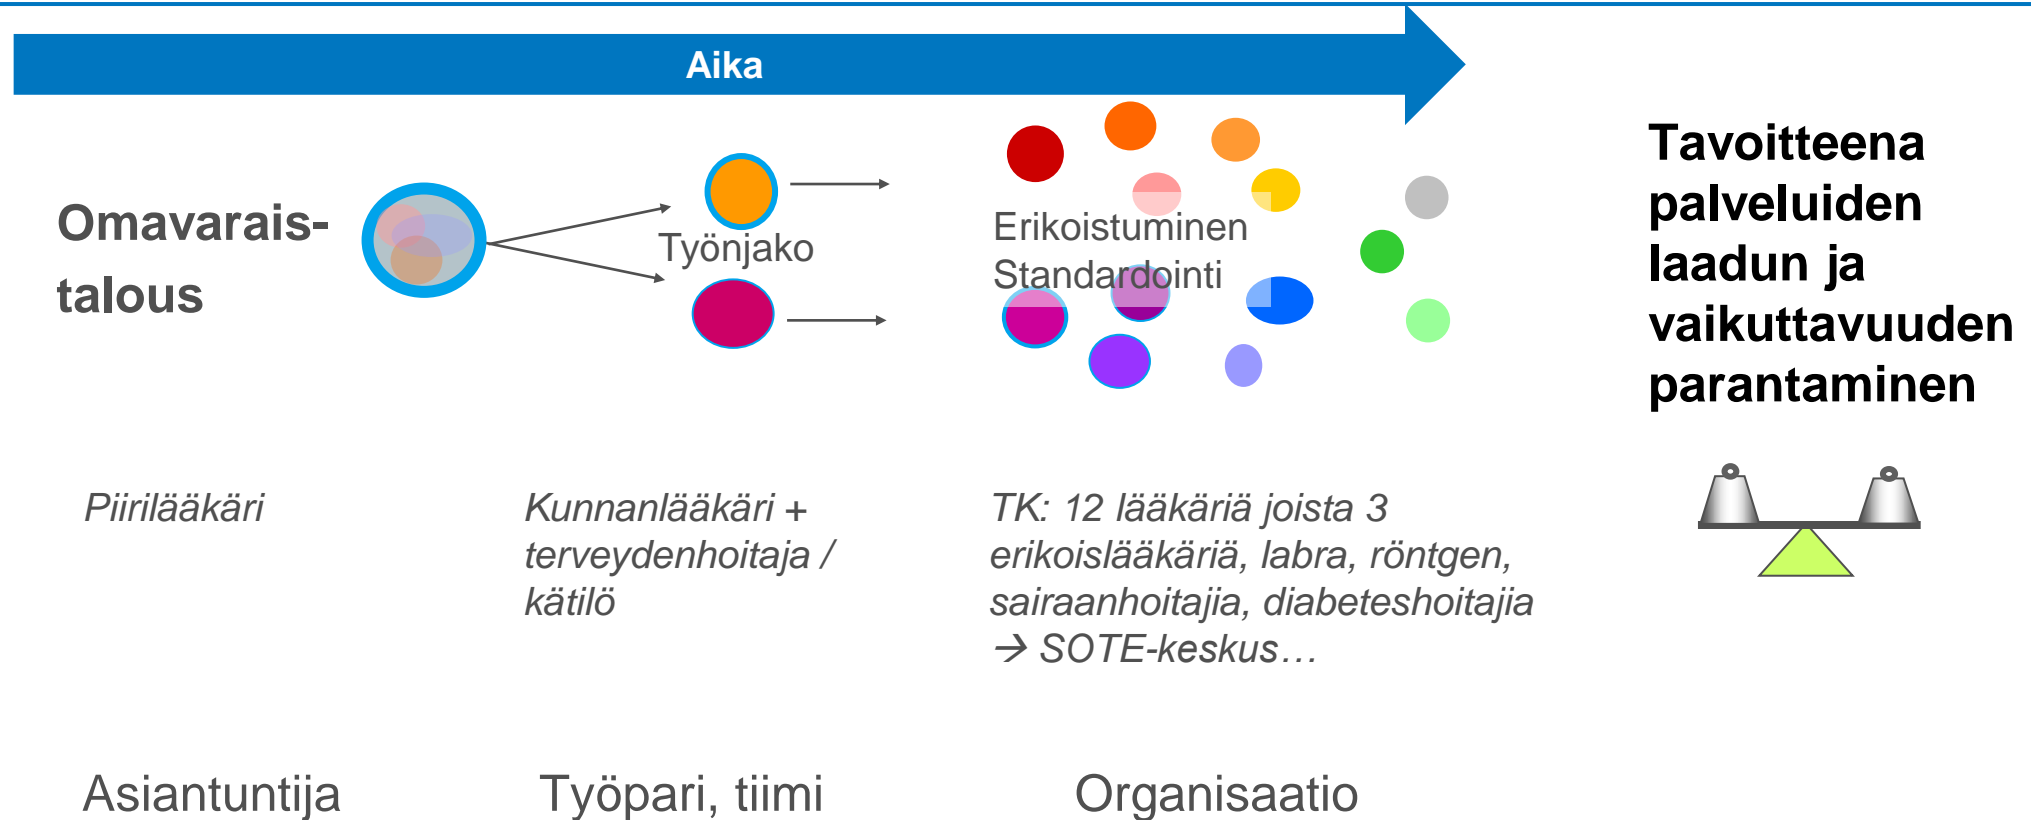 Aika
Omavarais-
talous
Työnjako
Erikoistuminen
Standardointi
Tavoitteena
palveluiden
laadun ja
vaikuttavuuden
parantaminen
Piirilääkäri
Kunnanlääkäri +
terveydenhoitaja /
kätilö
TK: 12 lääkäriä joista 3
erikoislääkäriä, labra, röntgen,
sairaanhoitajia, diabeteshoitajia
→ SOTE-keskus…
Asiantuntija
Työpari, tiimi
Organisaatio